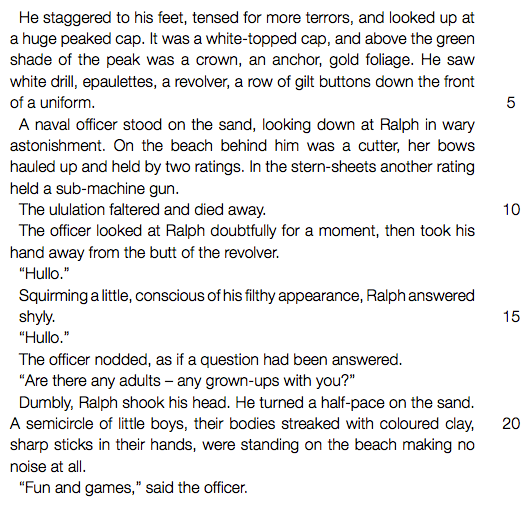 He staggered to his feet, tensed for more terrors, and looked up at
a huge peaked cap. It was a white-topped cap, and above the green
shade of the peak was a crown, an anchor, gold foliage. He saw
white drill, epaulettes, a revolver, a row of gilt buttons down the front
of a uniform. 5
A naval officer stood on the sand, looking down at Ralph in wary
astonishment. On the beach behind him was a cutter, her bows
hauled up and held by two ratings. In the stern-sheets another rating
held a sub-machine gun.
The ululation faltered and died away. 10
The officer looked at Ralph doubtfully for a moment, then took his
hand away from the butt of the revolver.
“Hullo.”
Squirming a little, conscious of his filthy appearance, Ralph answered
shyly. 15
“Hullo.”
The officer nodded, as if a question had been answered.
“Are there any adults – any grown-ups with you?”
Dumbly, Ralph shook his head. He turned a half-pace on the sand.
A semicircle of little boys, their bodies streaked with coloured clay, 20
sharp sticks in their hands, were standing on the beach making no
noise at all.
“Fun and games,” said the officer.